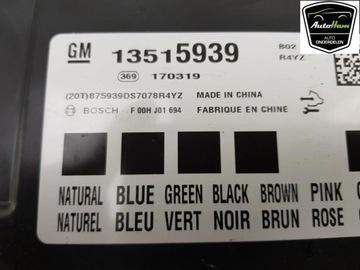 AutoHam
AUTO
ONDERDELEN
GM 13515939 B02
R4YZ
369 170319
(20T)875939DS7078R4YZ MADE IN CHINA
BOSCH F 00H J01 694 FABRIQUE EN CHINE
NATURAL BLUE GREEN BLACK BROWN PINK
NATUREL BLEU VERT NOIR BRUN ROSE